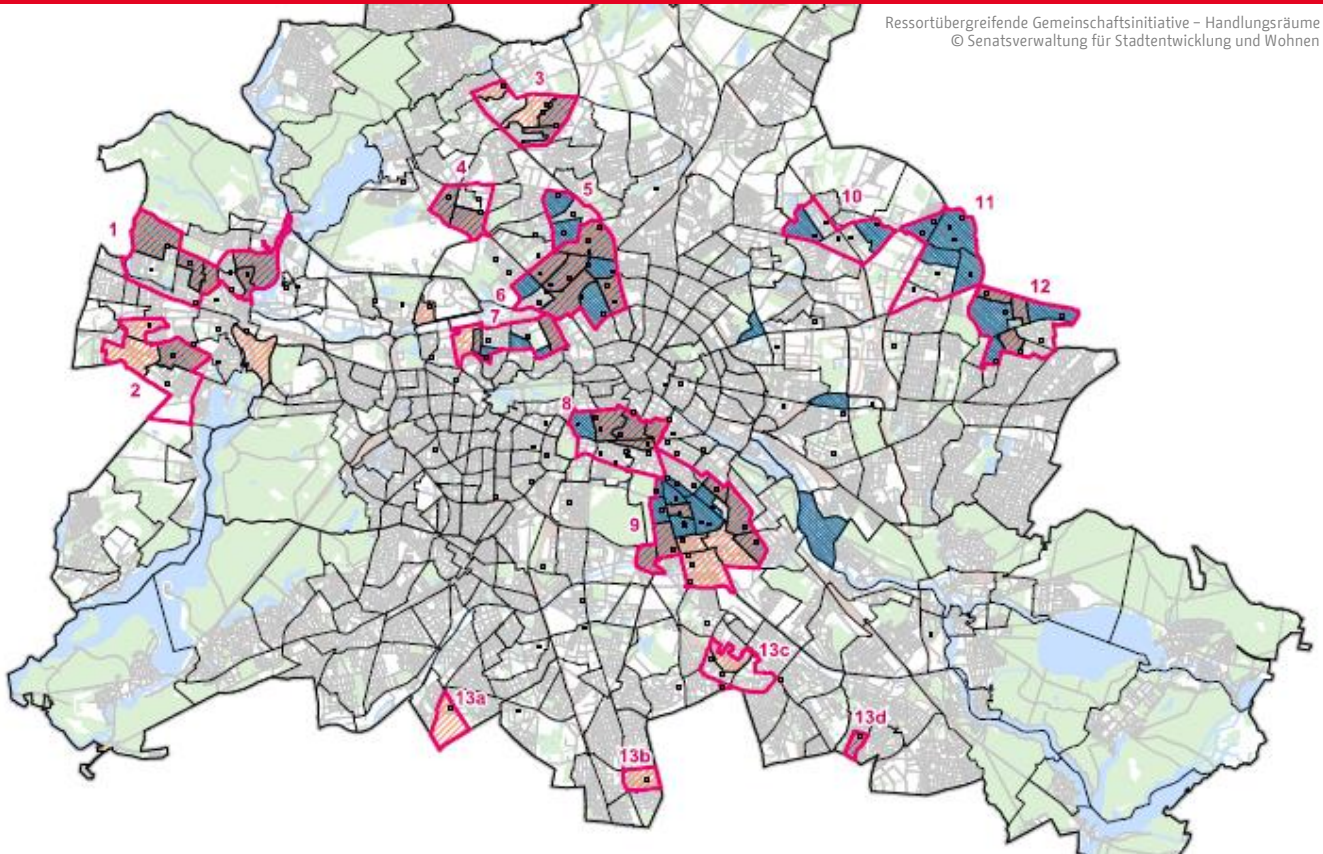 Ressortübergreifende Gemeinschaftsinitiative – Handlungsräume
© Senatsverwaltung für Stadtentwicklung und Wohnen
3
4
5
10
11
1
12
6
7
2
8
9
13c
13a
13d
13b